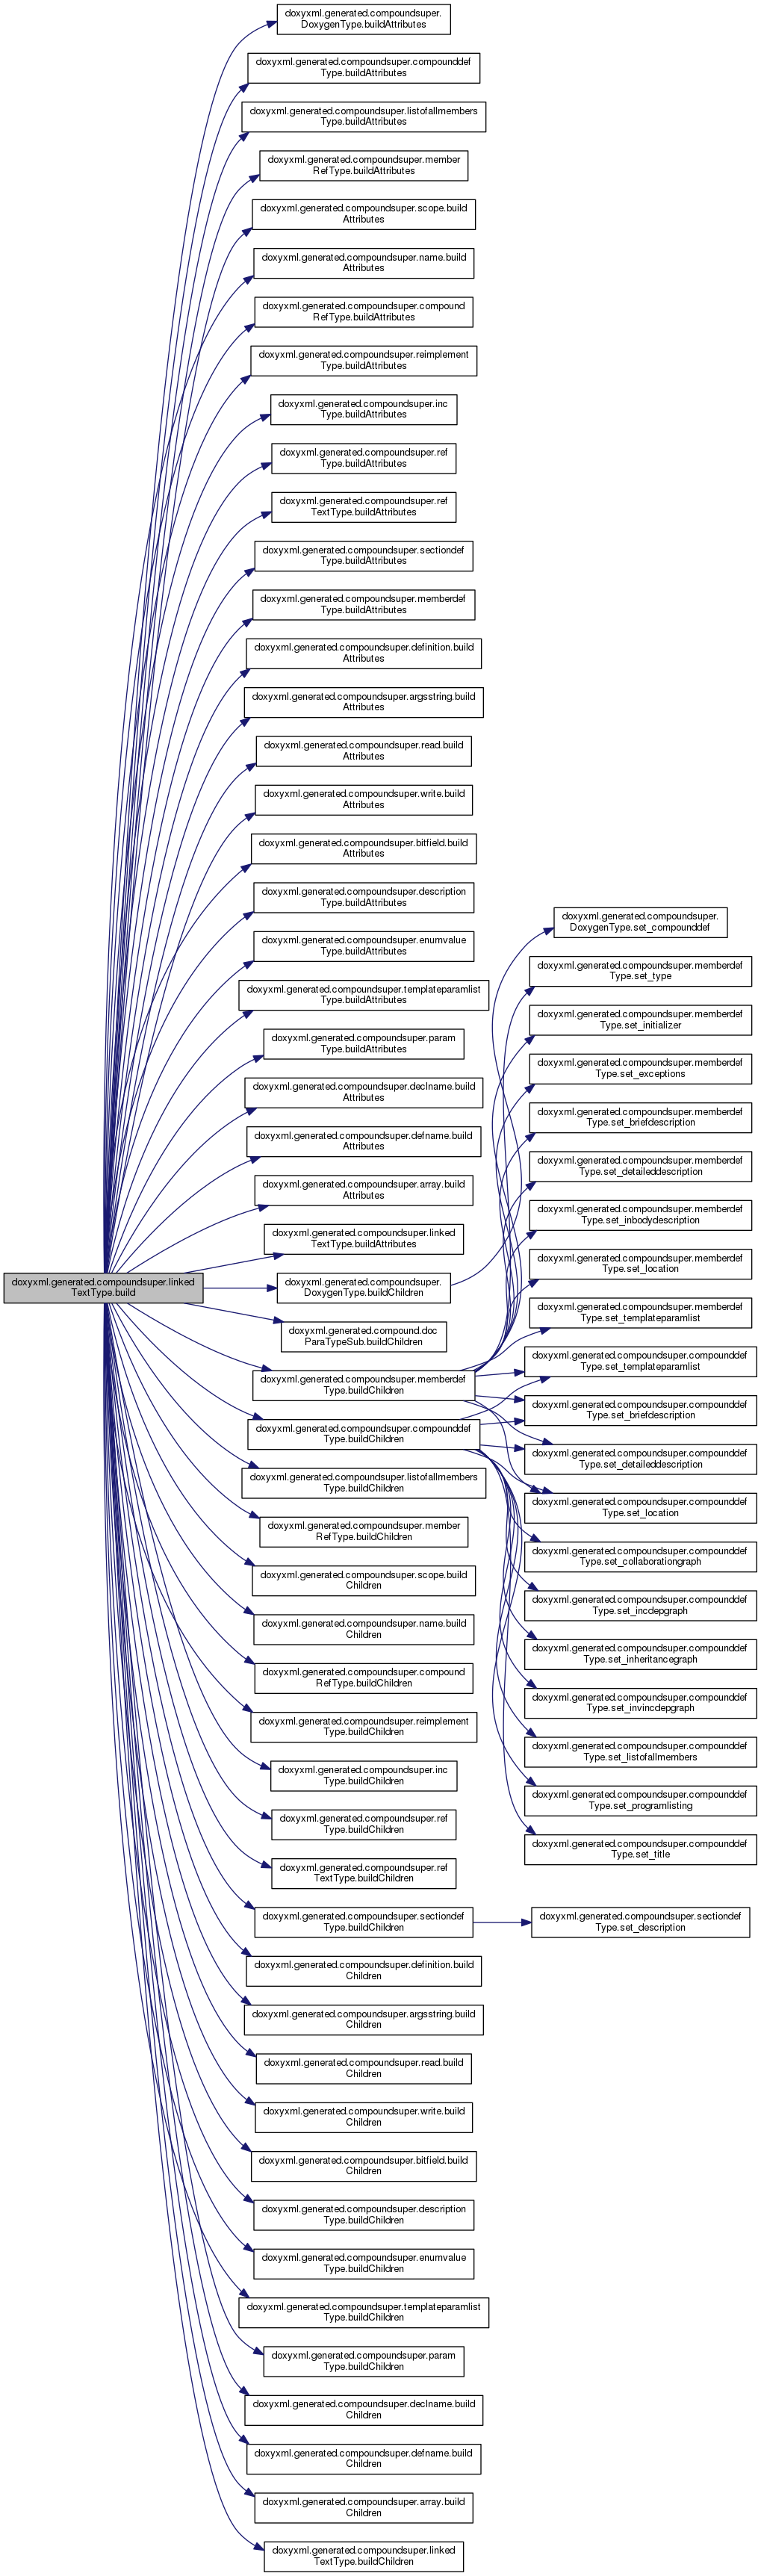 doxyxml.generated.compoundsuper.linked
TextType.build
doxyxml.generated.compoundsuper.
DoxygenType.buildAttributes
doxyxml.generated.compoundsuper.compounddef
Type.buildAttributes
doxyxml.generated.compoundsuper.listofallmembers
Type.buildAttributes
doxyxml.generated.compoundsuper.member
RefType.buildAttributes
doxyxml.generated.compoundsuper.scope.build
Attributes
doxyxml.generated.compoundsuper.name.build
Attributes
doxyxml.generated.compoundsuper.compound
RefType.buildAttributes
doxyxml.generated.compoundsuper.reimplement
Type.buildAttributes
doxyxml.generated.compoundsuper.inc
Type.buildAttributes
doxyxml.generated.compoundsuper.ref
Type.buildAttributes
doxyxml.generated.compoundsuper.ref
TextType.buildAttributes
doxyxml.generated.compoundsuper.sectiondef
Type.buildAttributes
doxyxml.generated.compoundsuper.memberdef
Type.buildAttributes
doxyxml.generated.compoundsuper.definition.build
Attributes
doxyxml.generated.compoundsuper.argsstring.build
Attributes
doxyxml.generated.compoundsuper.read.build
Attributes
doxyxml.generated.compoundsuper.write.build
Attributes
doxyxml.generated.compoundsuper.bitfield.build
Attributes
doxyxml.generated.compoundsuper.description
Type.buildAttributes
doxyxml.generated.compoundsuper.enumvalue
Type.buildAttributes
doxyxml.generated.compoundsuper.templateparamlist
Type.buildAttributes
doxyxml.generated.compoundsuper.param
Type.buildAttributes
doxyxml.generated.compoundsuper.declname.build
Attributes
doxyxml.generated.compoundsuper.defname.build
Attributes
doxyxml.generated.compoundsuper.array.build
Attributes
doxyxml.generated.compoundsuper.linked
TextType.buildAttributes
doxyxml.generated.compoundsuper.
DoxygenType.buildChildren
doxyxml.generated.compound.doc
ParaTypeSub.buildChildren
doxyxml.generated.compoundsuper.memberdef
Type.buildChildren
doxyxml.generated.compoundsuper.compounddef
Type.buildChildren
doxyxml.generated.compoundsuper.listofallmembers
Type.buildChildren
doxyxml.generated.compoundsuper.member
RefType.buildChildren
doxyxml.generated.compoundsuper.scope.build
Children
doxyxml.generated.compoundsuper.name.build
Children
doxyxml.generated.compoundsuper.compound
RefType.buildChildren
doxyxml.generated.compoundsuper.reimplement
Type.buildChildren
doxyxml.generated.compoundsuper.inc
Type.buildChildren
doxyxml.generated.compoundsuper.ref
Type.buildChildren
doxyxml.generated.compoundsuper.ref
TextType.buildChildren
doxyxml.generated.compoundsuper.sectiondef
Type.buildChildren
doxyxml.generated.compoundsuper.definition.build
Children
doxyxml.generated.compoundsuper.argsstring.build
Children
doxyxml.generated.compoundsuper.read.build
Children
doxyxml.generated.compoundsuper.write.build
Children
doxyxml.generated.compoundsuper.bitfield.build
Children
doxyxml.generated.compoundsuper.description
Type.buildChildren
doxyxml.generated.compoundsuper.enumvalue
Type.buildChildren
doxyxml.generated.compoundsuper.templateparamlist
Type.buildChildren
doxyxml.generated.compoundsuper.param
Type.buildChildren
doxyxml.generated.compoundsuper.declname.build
Children
doxyxml.generated.compoundsuper.defname.build
Children
doxyxml.generated.compoundsuper.array.build
Children
doxyxml.generated.compoundsuper.linked
TextType.buildChildren
doxyxml.generated.compoundsuper.
DoxygenType.set_compounddef
doxyxml.generated.compoundsuper.memberdef
Type.set_type
doxyxml.generated.compoundsuper.memberdef
Type.set_initializer
doxyxml.generated.compoundsuper.memberdef
Type.set_exceptions
doxyxml.generated.compoundsuper.memberdef
Type.set_briefdescription
doxyxml.generated.compoundsuper.memberdef
Type.set_detaileddescription
doxyxml.generated.compoundsuper.memberdef
Type.set_inbodydescription
doxyxml.generated.compoundsuper.memberdef
Type.set_location
doxyxml.generated.compoundsuper.memberdef
Type.set_templateparamlist
doxyxml.generated.compoundsuper.compounddef
Type.set_templateparamlist
doxyxml.generated.compoundsuper.compounddef
Type.set_briefdescription
doxyxml.generated.compoundsuper.compounddef
Type.set_detaileddescription
doxyxml.generated.compoundsuper.compounddef
Type.set_location
doxyxml.generated.compoundsuper.compounddef
Type.set_collaborationgraph
doxyxml.generated.compoundsuper.compounddef
Type.set_incdepgraph
doxyxml.generated.compoundsuper.compounddef
Type.set_inheritancegraph
doxyxml.generated.compoundsuper.compounddef
Type.set_invincdepgraph
doxyxml.generated.compoundsuper.compounddef
Type.set_listofallmembers
doxyxml.generated.compoundsuper.compounddef
Type.set_programlisting
doxyxml.generated.compoundsuper.compounddef
Type.set_title
doxyxml.generated.compoundsuper.sectiondef
Type.set_description